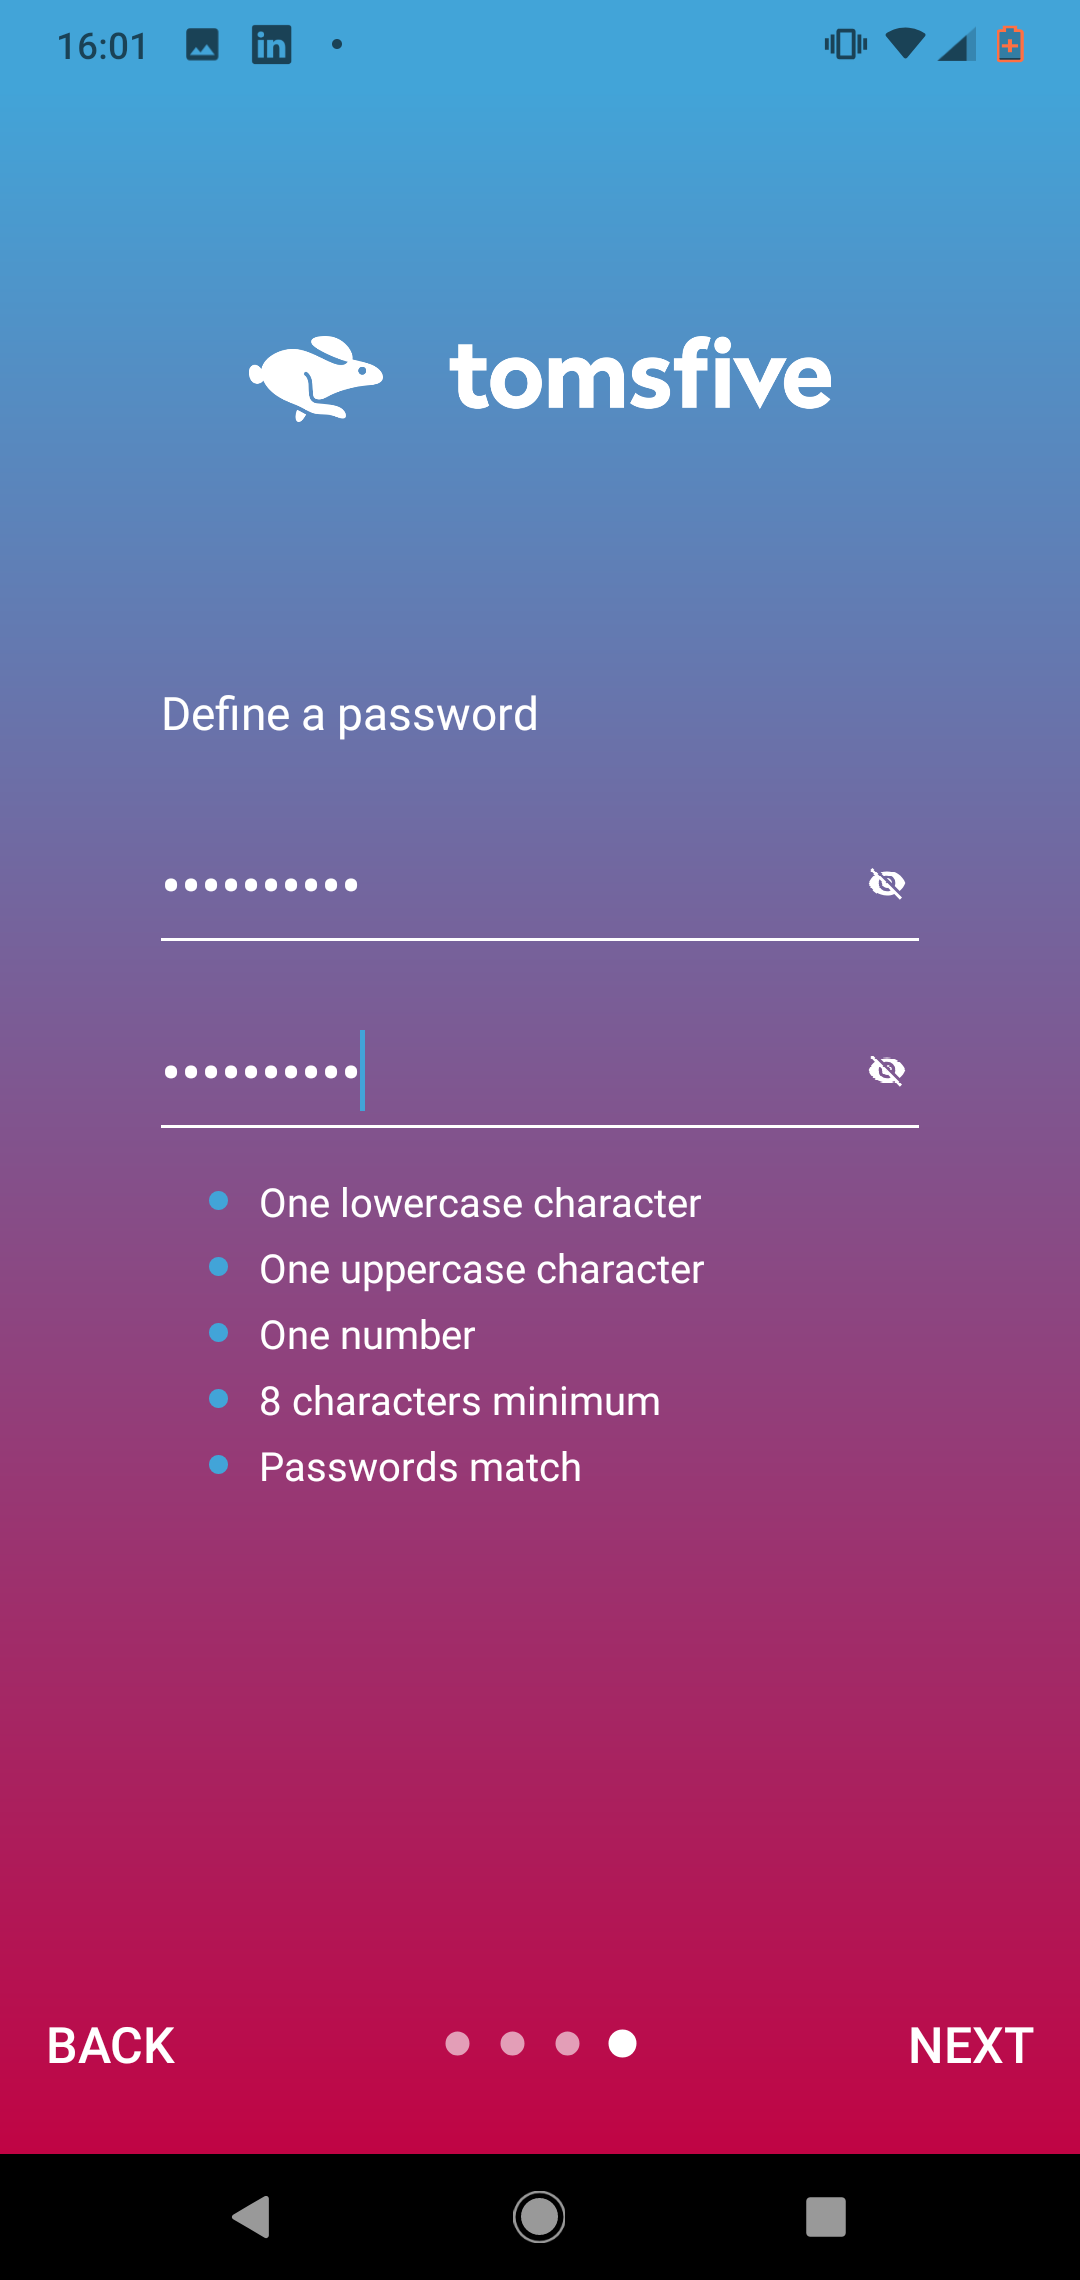 16:01
in
tomsfive
Define a password
••••••••••
••••••••••
One lowercase character
One uppercase character
One number
8 characters minimum
Passwords match
BACK
NEXT